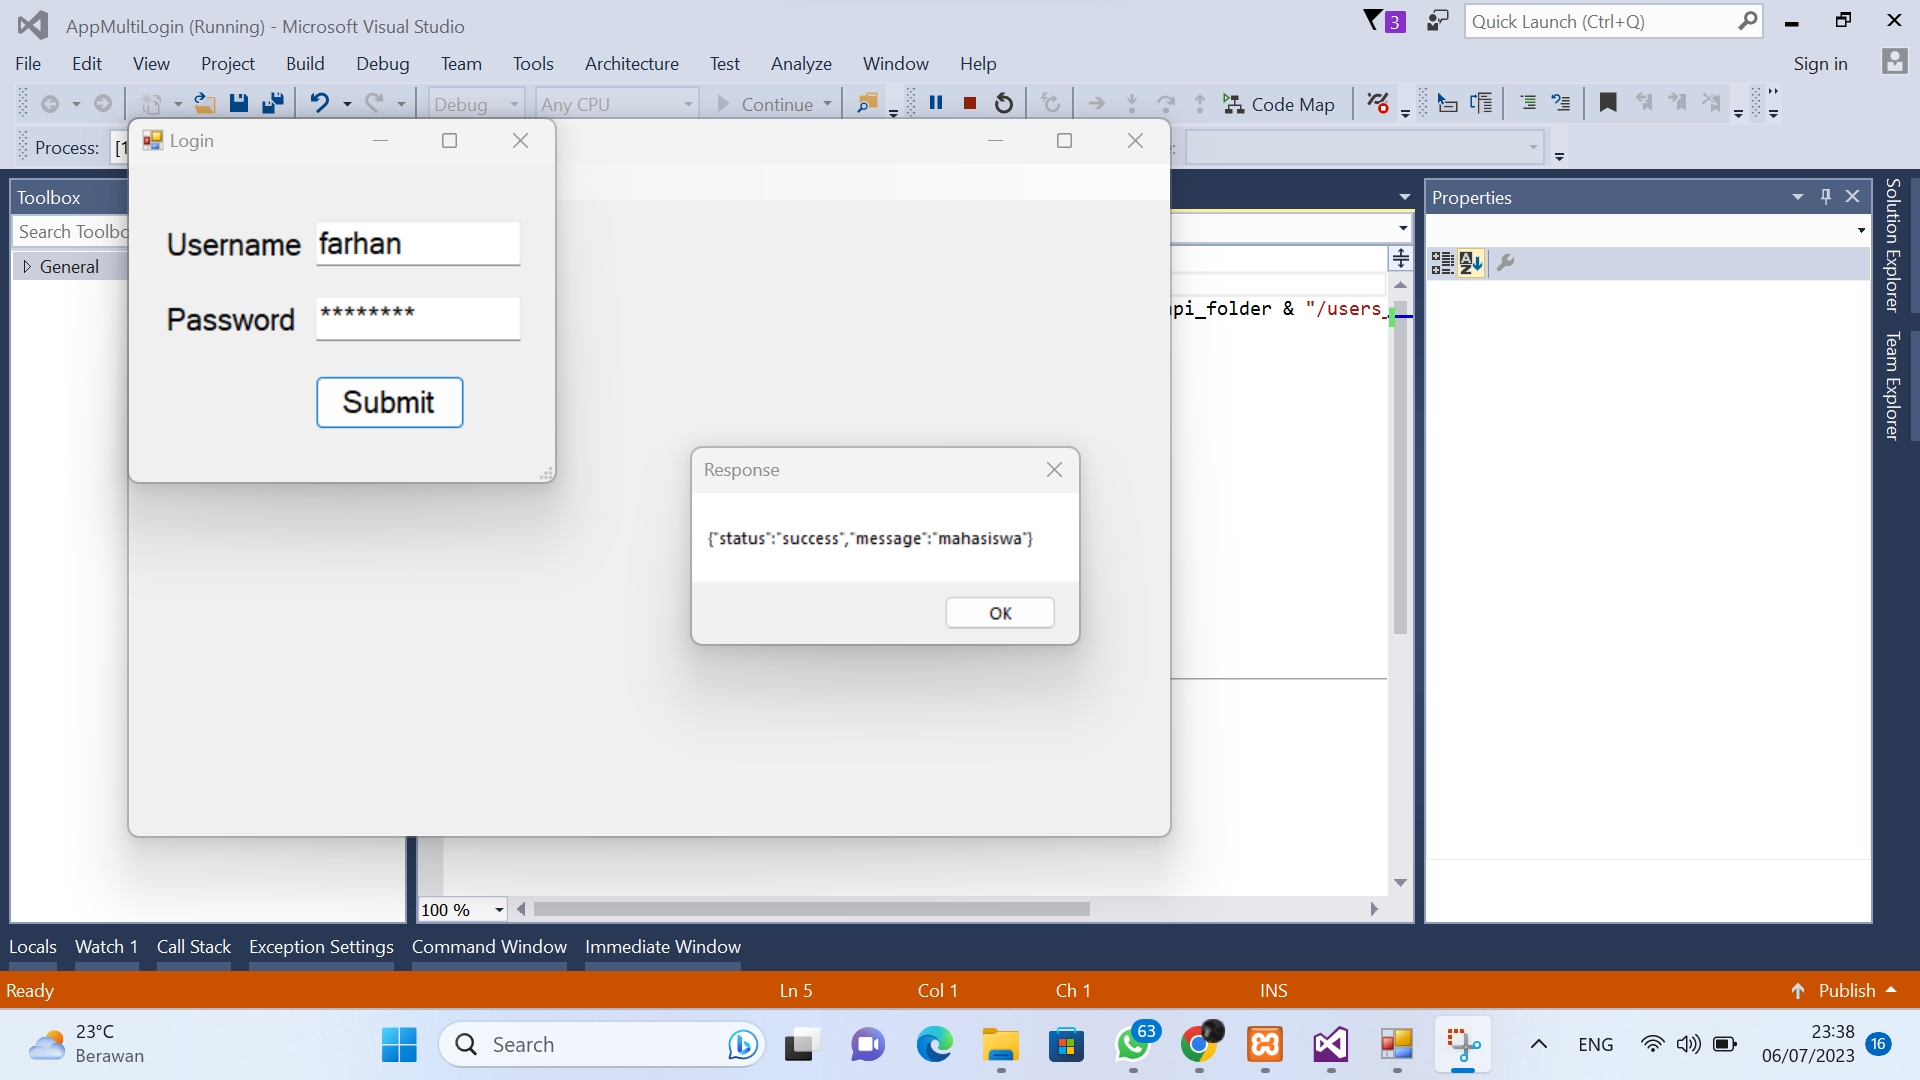 AppMultiLogin (Running) - Microsoft Visual Studio
3
Quick Launch (Ctrl+Q)
File Edit View Project Build Debug Team Tools Architecture Test Analyze Window Help
Sign in
Debug
Any CPU
Continue
Code Map
Process:
[1
Login
Username
farhan
Password
********
Submit
Toolbox
Search Toolbo
General
api_folder & "/users_
Response
{"status":"success","message":"mahasiswa"}
OK
Properties
Solution Explorer
Team Explorer
100 %
Locals Watch 1 Call Stack Exception Settings Command Window Immediate Window
Ready
Ln 5
Col 1
Ch 1
INS
Publish
23°C
Berawan
Search
63
ENG
23:38
06/07/2023
16